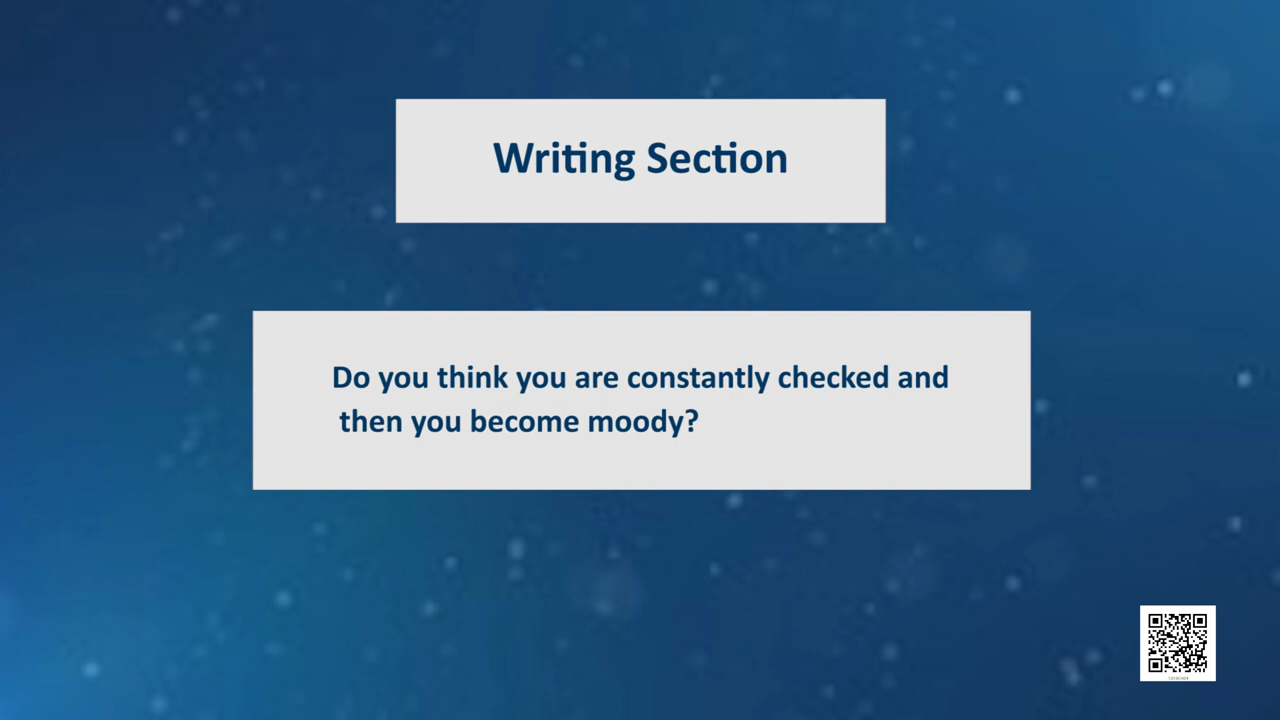 Writing Section
Do you think you are constantly checked and
then you become moody?